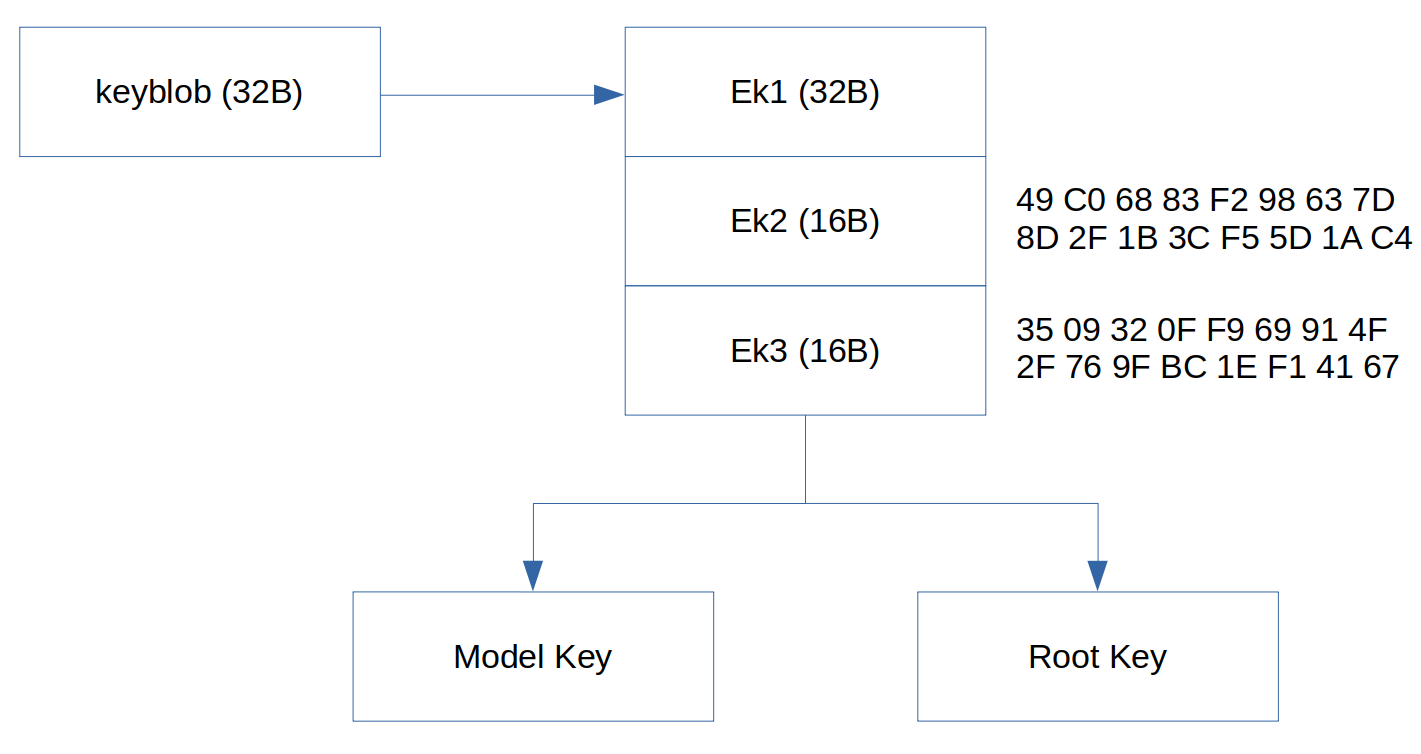 keyblob (32B)
Ek1 (32B)
Ek2 (16B)
49 C0 68 83 F2 98 63 7D
8D 2F 1B 3C F5 5D 1A C4
Ek3 (16B)
35 09 32 0F F9 69 91 4F
2F 76 9F BC 1E F1 41 67
Model Key
Root Key